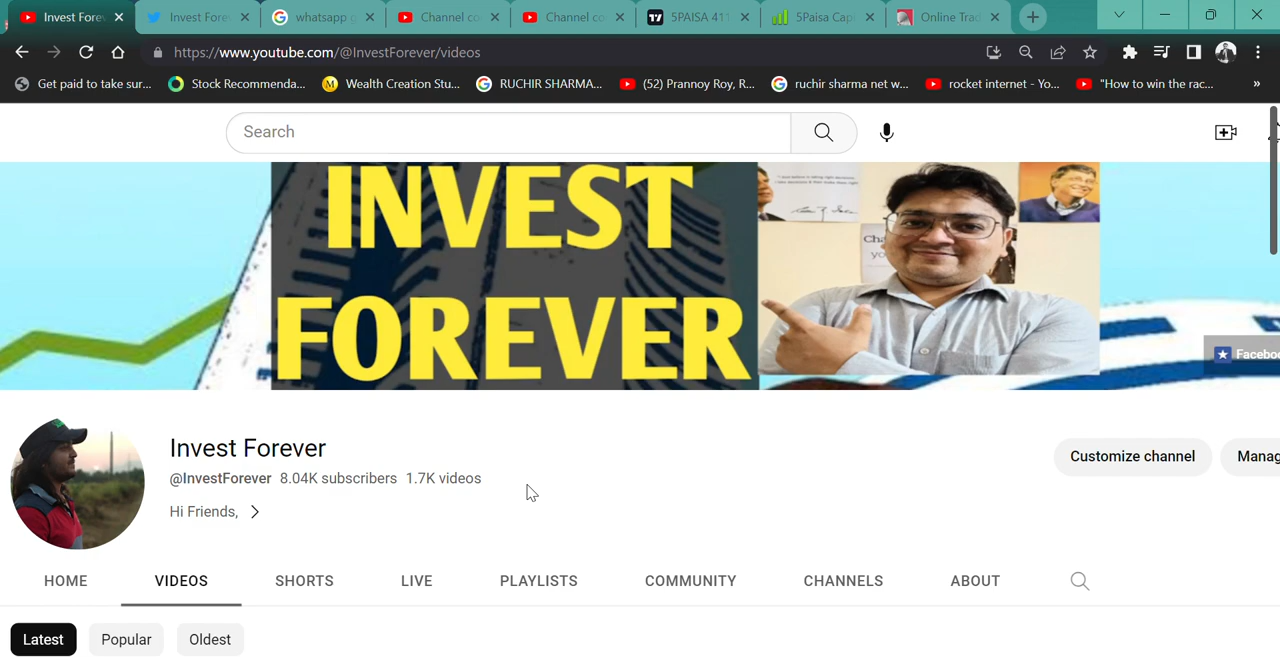 Invest Fore
Invest Fore
whatsapp g
Channel co
Channel co
5PAISA 411
5Paisa Cap
Online Trad
https://www.youtube.com/@InvestForever/videos
Get paid to take sur...
Stock Recommenda...
Wealth Creation Stu...
RUCHIR SHARMA...
(52) Prannoy Roy, R...
ruchir sharma net w...
rocket internet - Yo...
"How to win the rac...
»
Search
INVEST
FOREVER
Facebo
Invest Forever
@InvestForever 8.04K subscribers 1.7K videos
Customize channel
Manag
Hi Friends,
HOME
VIDEOS
SHORTS
LIVE
PLAYLISTS
COMMUNITY
CHANNELS
ABOUT
Latest
Popular
Oldest